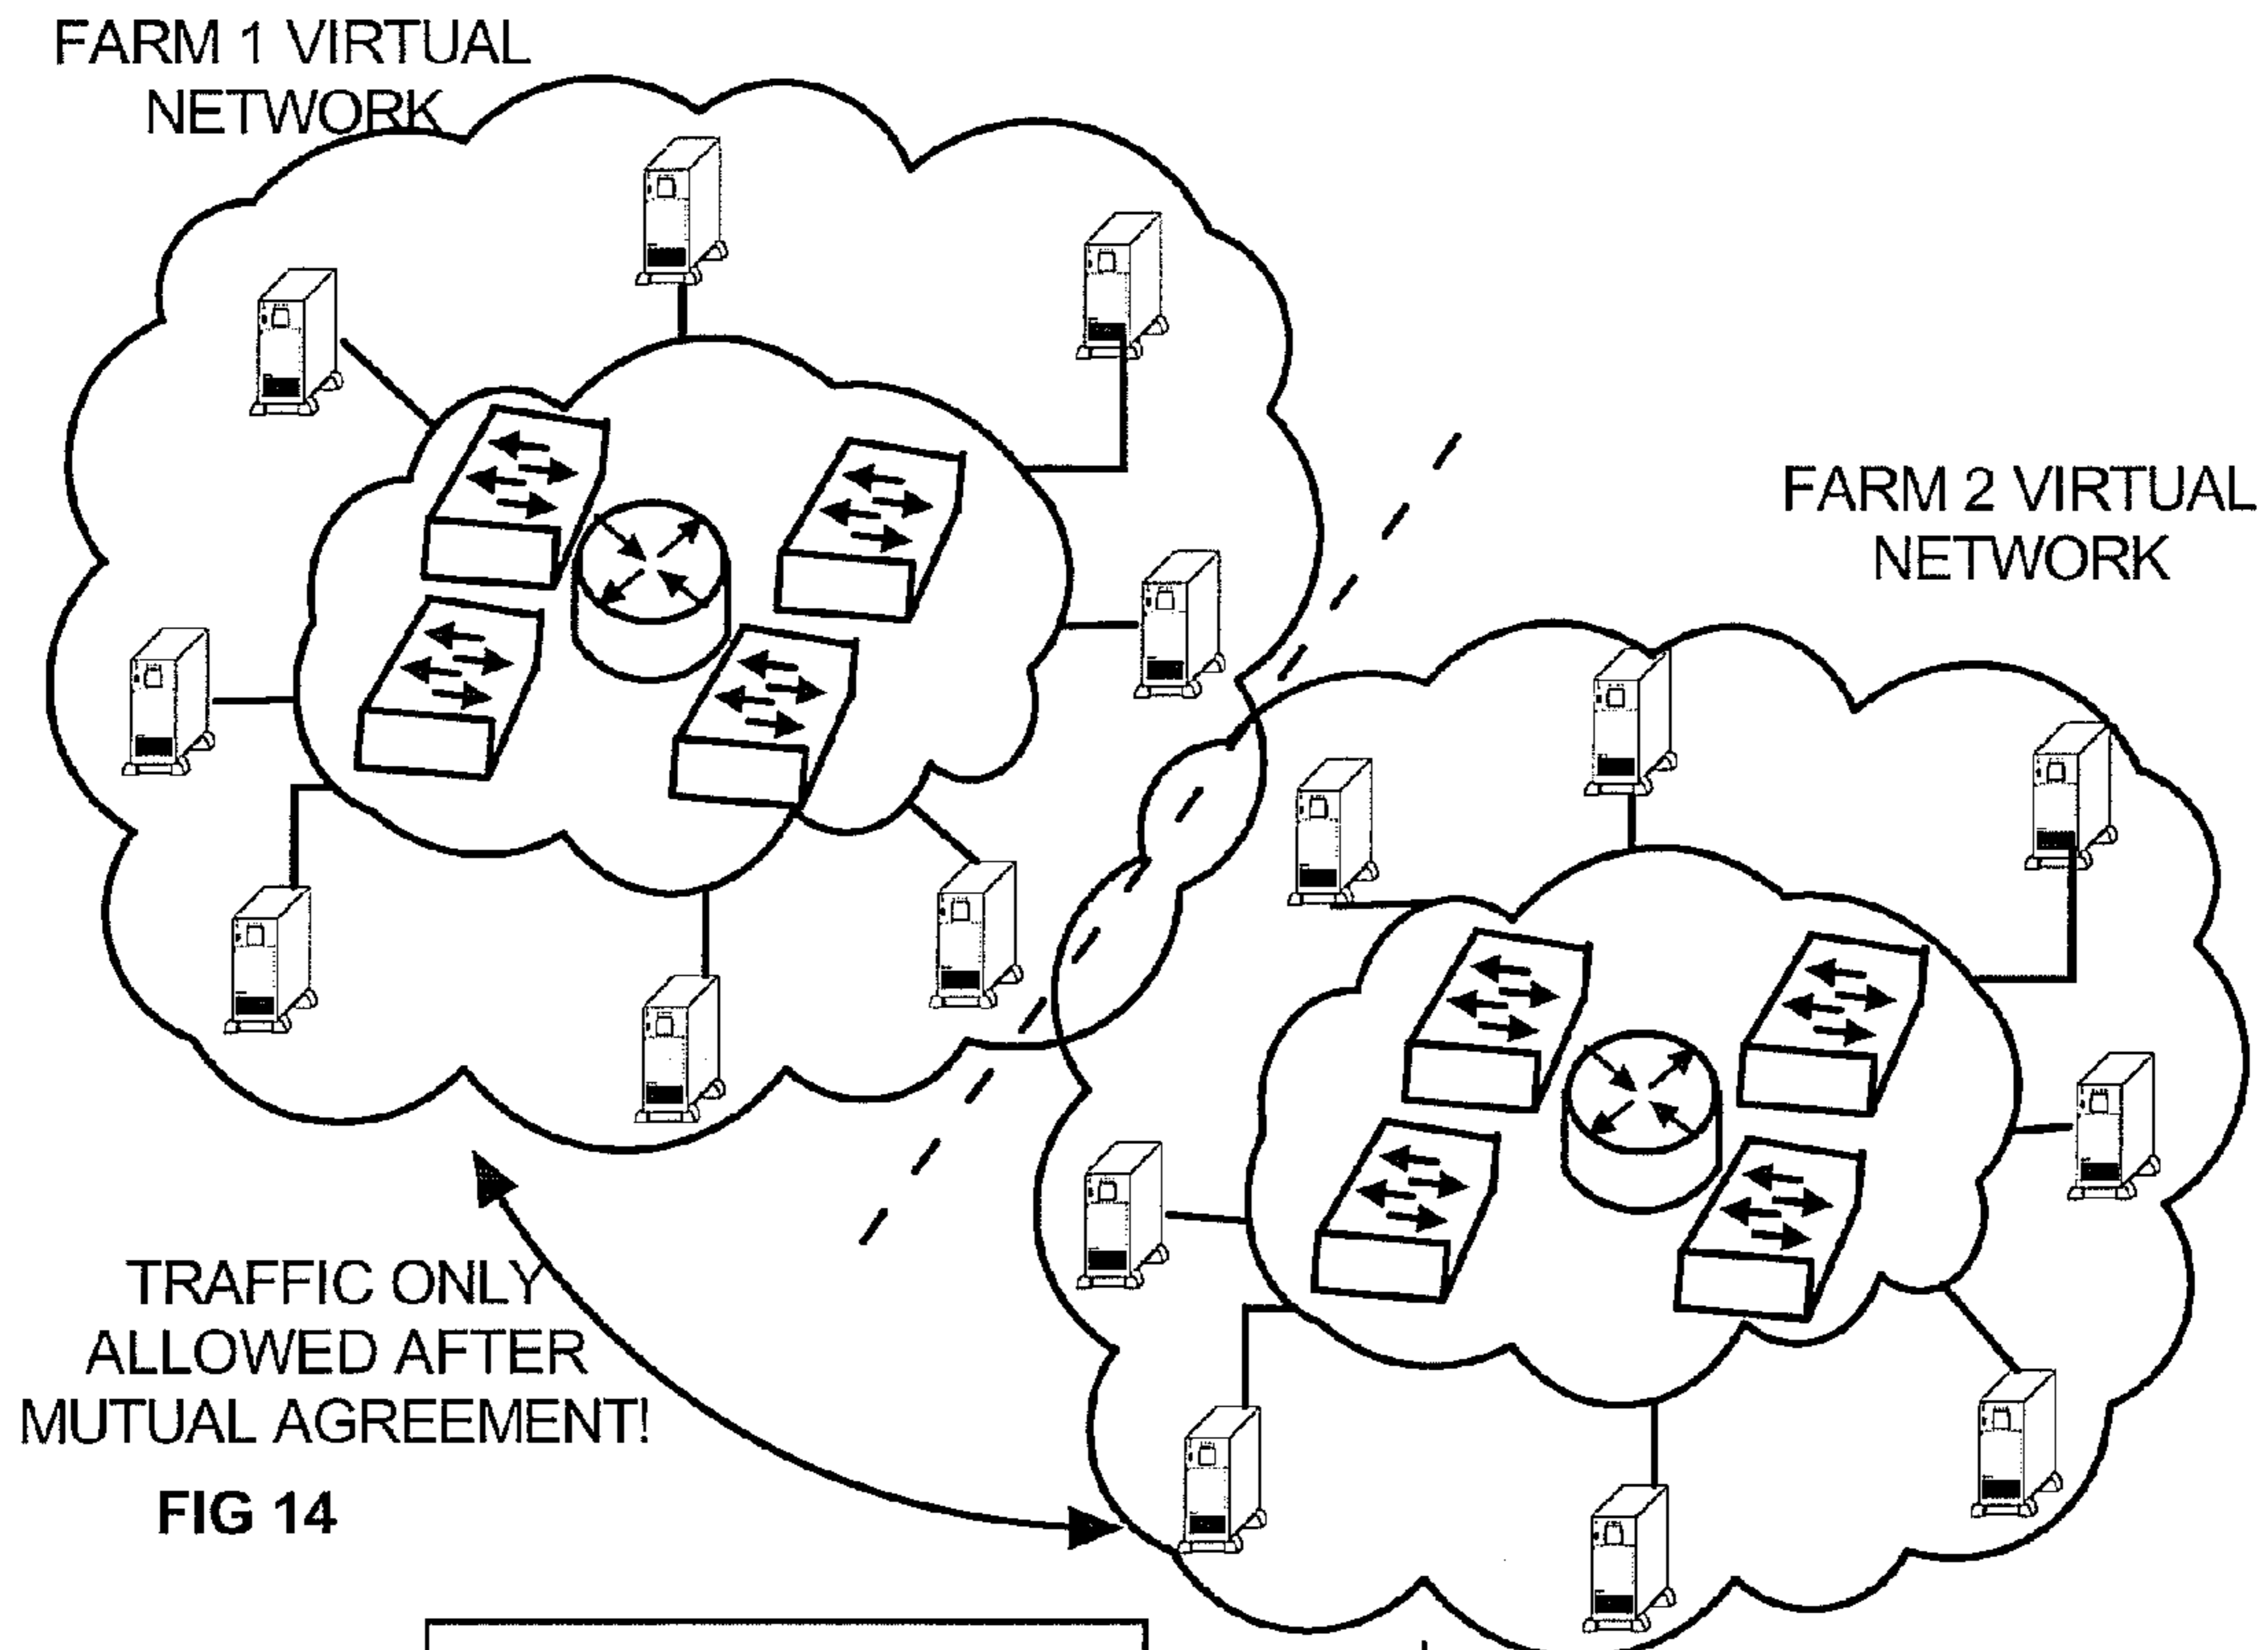 FARM 1 VIRTUAL
NETWORK
FARM 2 VIRTUAL
NETWORK
TRAFFIC ONLY
ALLOWED AFTER
MUTUAL AGREEMENT!
FIG 14